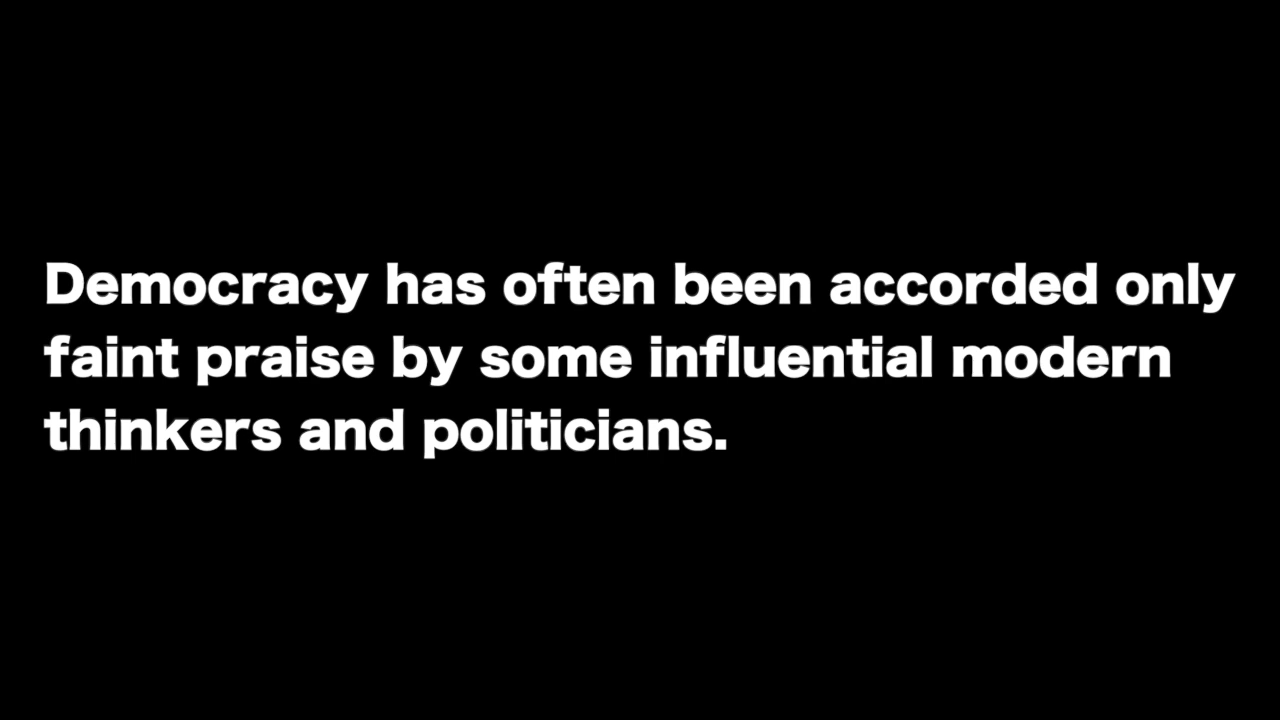 Democracy has often been accorded only
faint praise by some influential modern
thinkers and politicians.